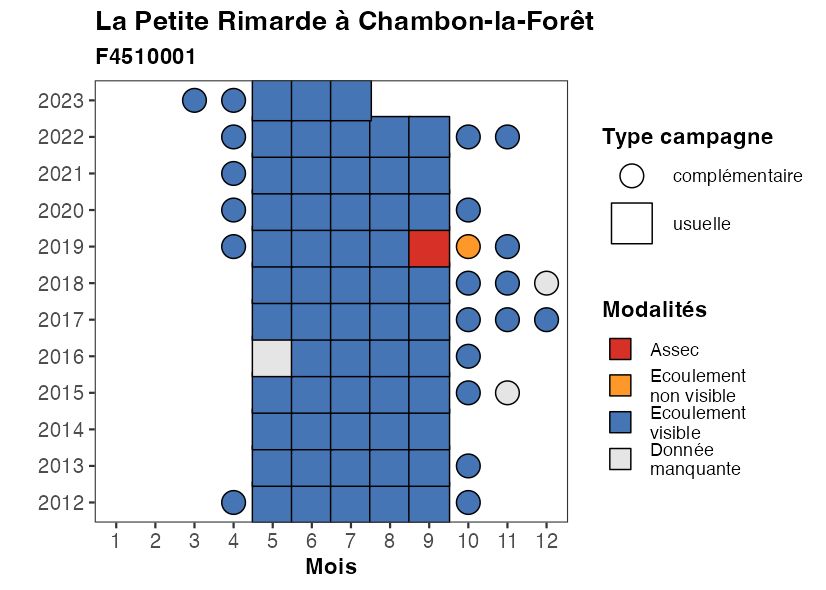 La Petite Rimarde à Chambon-la-Forêt
F4510001
2023
2022
2021
2020
2019
2018
2017
2016
2015
2014
2013
2012
1 2 3 4 5 6 7 8 9 10 11 12
Mois
Type campagne
complémentaire
usuelle
Modalités
Assec
Ecoulement
non visible
Ecoulement
visible
Donnée
manquante